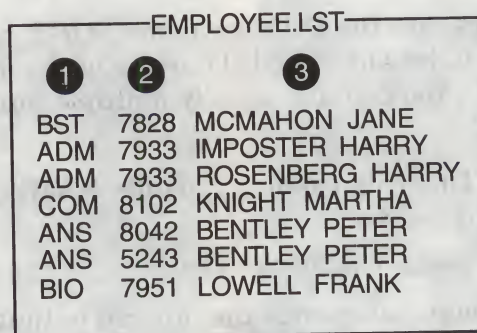 EMPLOYEE.LST
1 2 3
BST 7828 MCMAHON JANE
ADM 7933 IMPOSTER HARRY
ADM 7933 ROSENBERG HARRY
COM 8102 KNIGHT MARTHA
ANS 8042 BENTLEY PETER
ANS 5243 BENTLEY PETER
BIO 7951 LOWELL FRANK